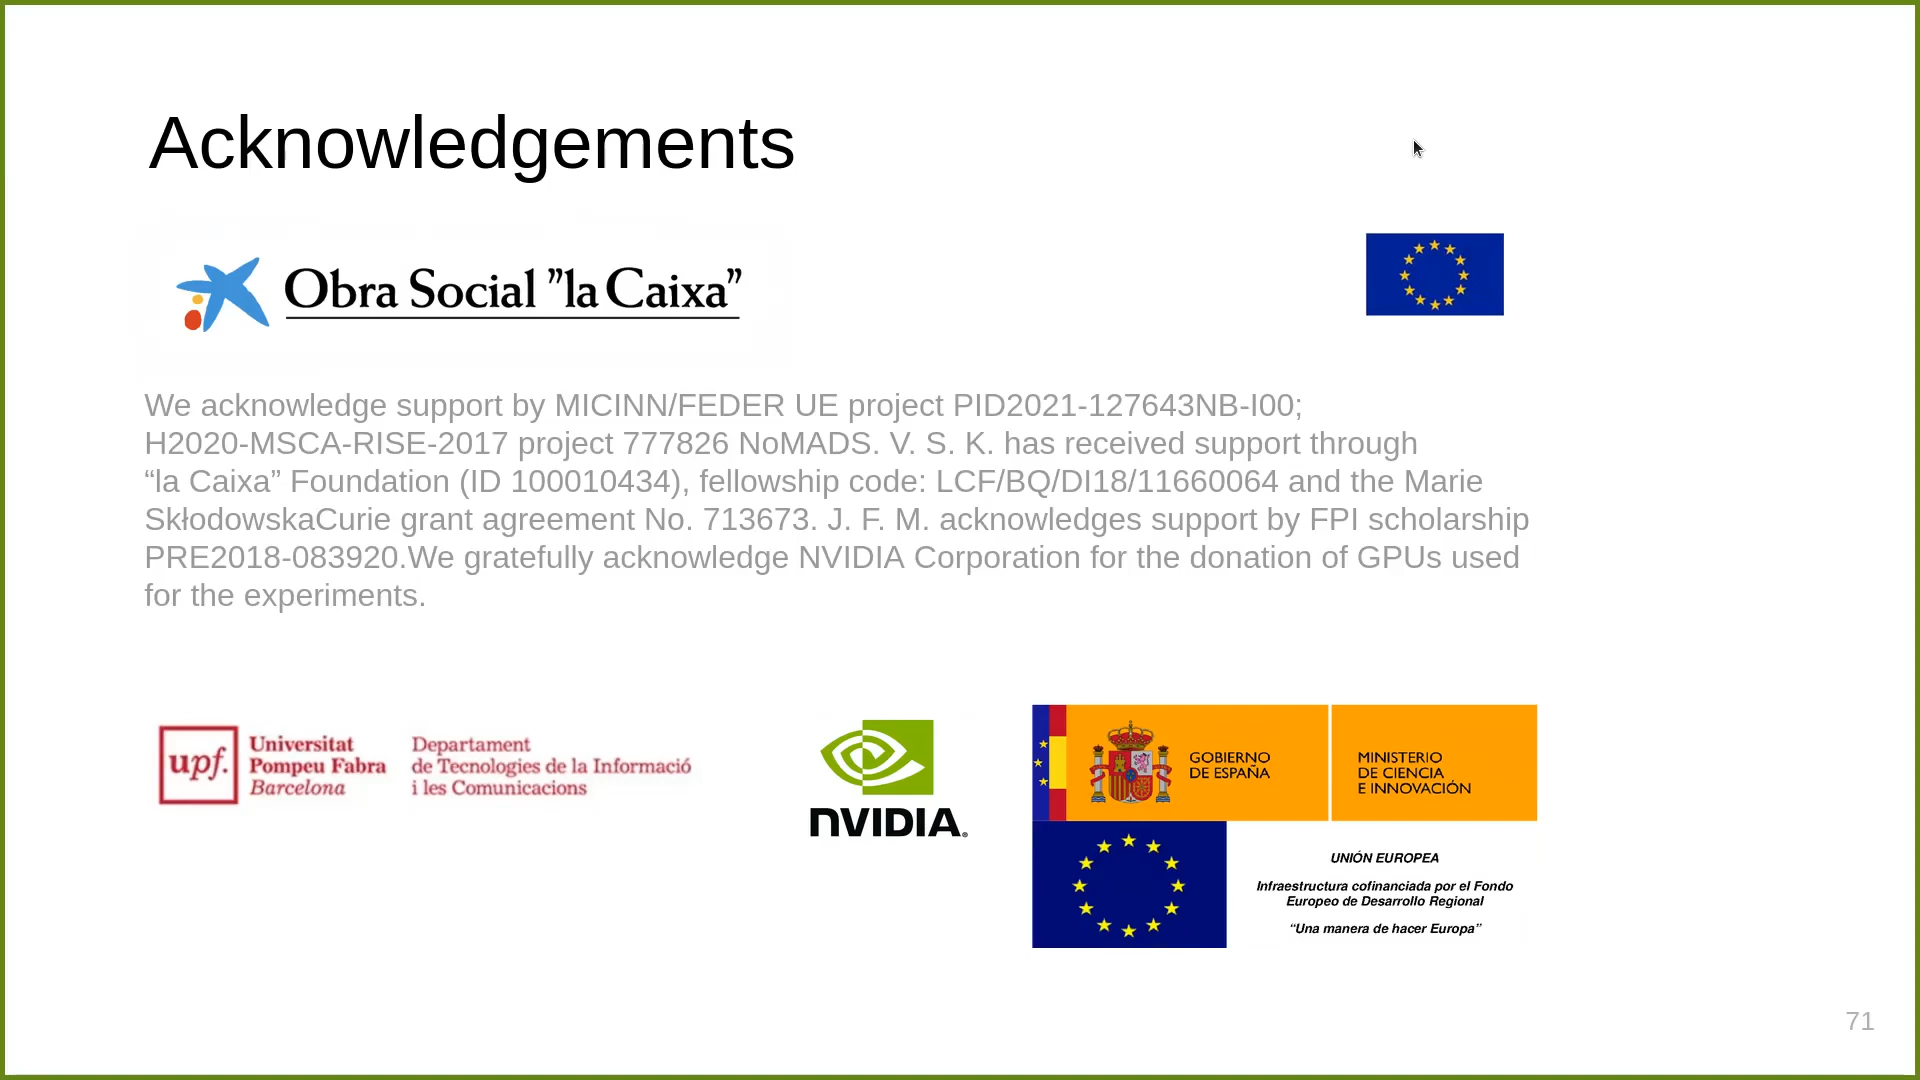 Acknowledgements
Obra Social "la Caixa"
We acknowledge support by MICINN/FEDER UE project PID2021-127643NB-I00;
H2020-MSCA-RISE-2017 project 777826 NoMADS. V. S. K. has received support through
“la Caixa” Foundation (ID 100010434), fellowship code: LCF/BQ/DI18/11660064 and the Marie
SkłodowskaCurie grant agreement No. 713673. J. F. M. acknowledges support by FPI scholarship
PRE2018-083920.We gratefully acknowledge NVIDIA Corporation for the donation of GPUs used
for the experiments.
upf.
Universitat
Pompeu Fabra
Barcelona
Departament
de Tecnologies de la Informació
i les Comunicacions
NVIDIA.
GOBIERNO
DE ESPAÑA
MINISTERIO
DE CIENCIA
E INNOVACIÓN
UNIÓN EUROPEA
Infraestructura cofinanciada por el Fondo
Europeo de Desarrollo Regional
“Una manera de hacer Europa”
71